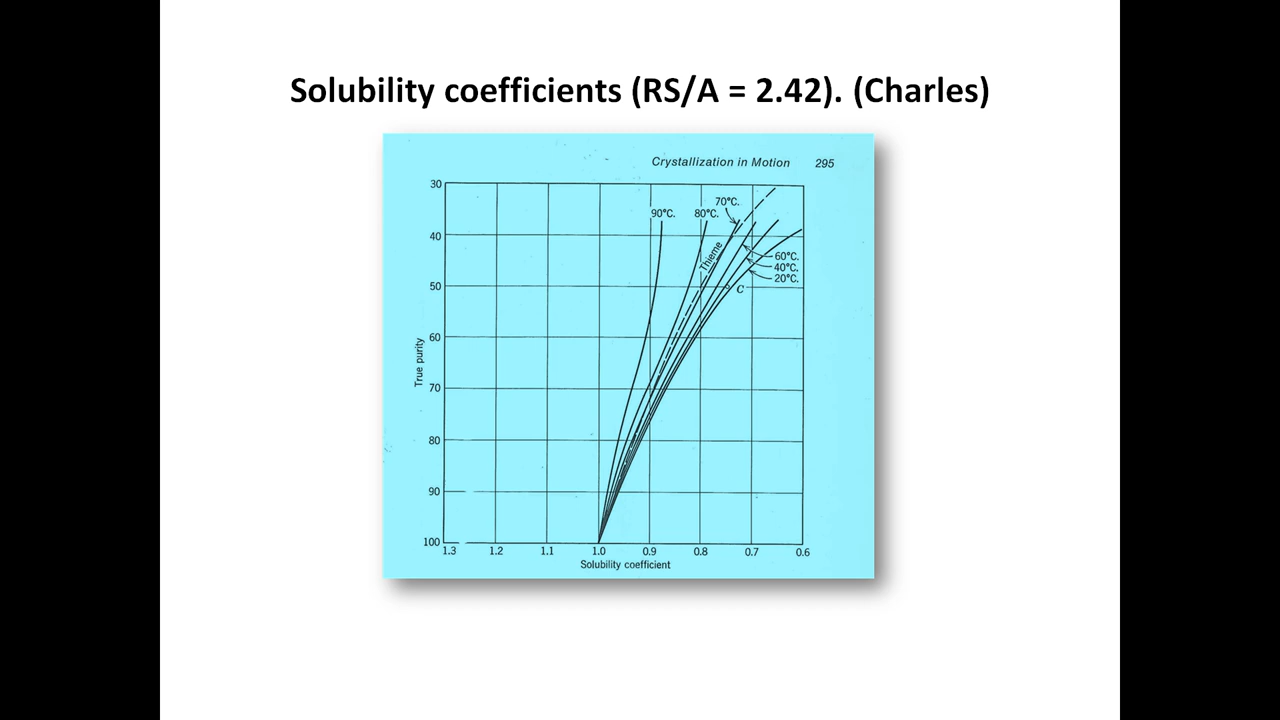 Solubility coefficients (RS/A = 2.42). (Charles)
Crystallization in Motion 295
30
40
50
60
70
80
90
100
True purity
90°C.
80°C.
70°C.
Thieme
60°C.
40°C.
20°C.
C
1.3 1.2 1.1 1.0 0.9 0.8 0.7 0.6
Solubility coefficient